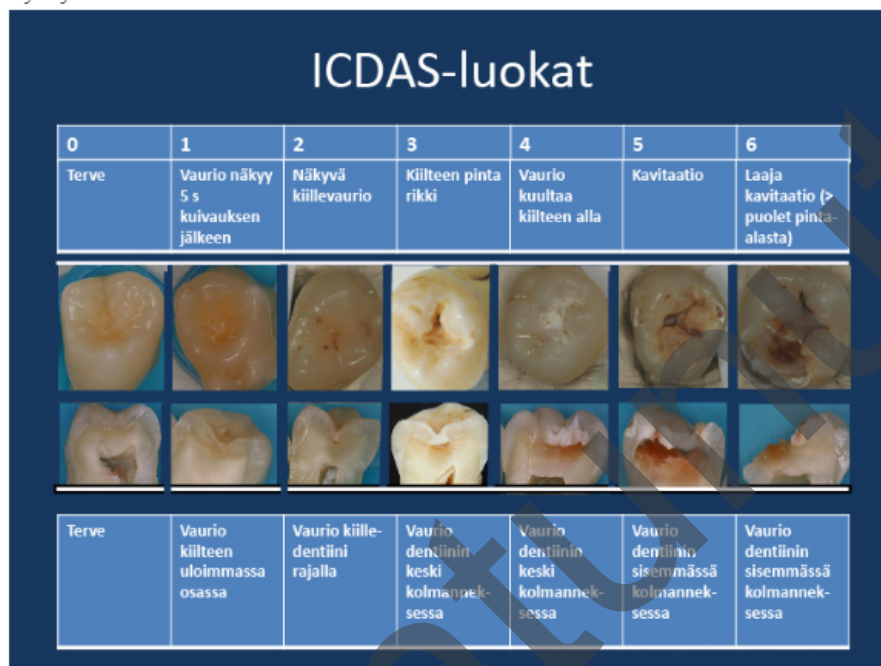 ICDAS-luokat
0 1 2 3 4 5 6
Terve
Vaurio näkyy
5 s
kuivauksen
jälkeen
Näkyvä
kiillevaurio
Kiilteen pinta
rikki
Vaurio
kuultaa
kiilteen alla
Kavitaatio
Laaja
kavitaatio (>
puolet pinta-
alasta)
Terve
Vaurio
kiilteen
uloimmassa
osassa
Vaurio kiille-
dentiini
rajalla
Vaurio
dentiinin
keski
kolmannek-
sessa
Vaurio
dentiinin
keski
kolmannek-
sessa
Vaurio
dentiinin
sisemmässä
kolmannek-
sessa
Vaurio
dentiinin
sisemmässä
kolmannek-
sessa